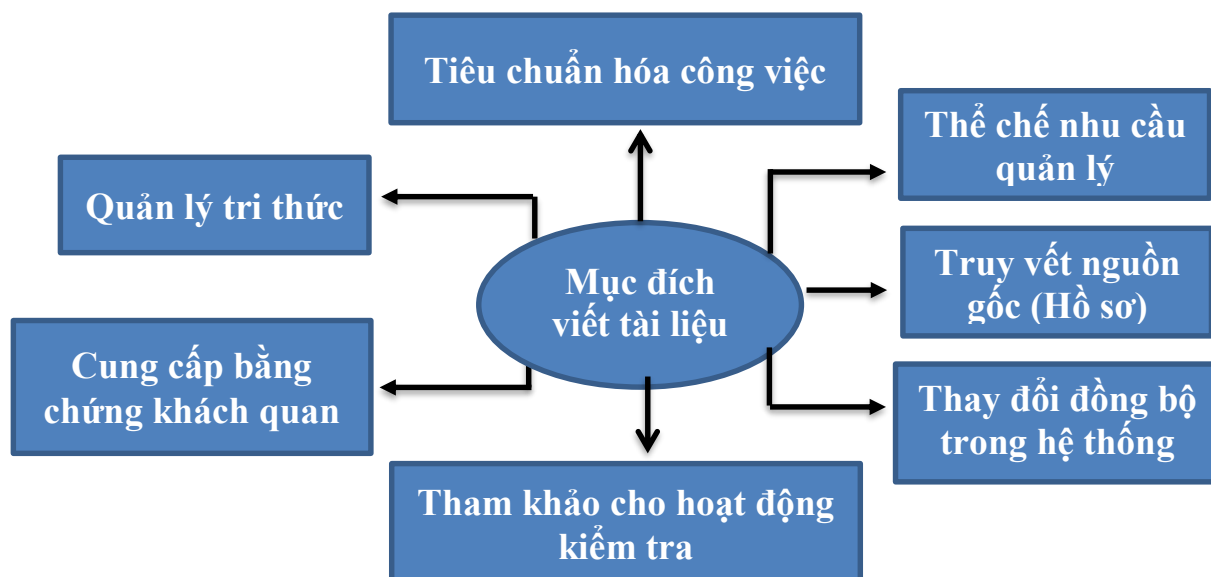 Tiêu chuẩn hóa công việc
Thể chế nhu cầu
quản lý
Quản lý tri thức
Mục đích
viết tài liệu
Truy vết nguồn
gốc (Hồ sơ)
Cung cấp bằng
chứng khách quan
Thay đổi đồng bộ
trong hệ thống
Tham khảo cho hoạt động
kiểm tra